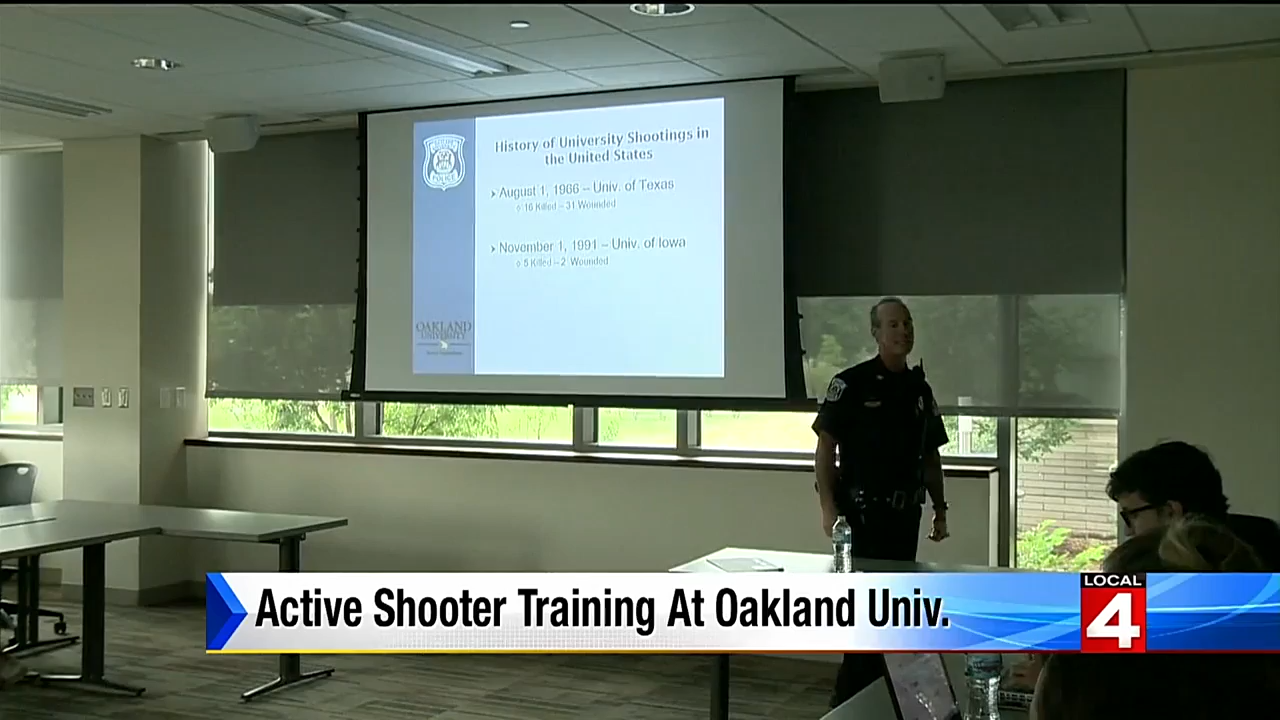 History of University Shootings in
the United States
August 1, 1966 – Univ. of Texas
16 Killed – 31 Wounded
November 1, 1991 – Univ. of Iowa
5 Killed – 2 Wounded
POLICE
OAKLAND
UNIVERSITY
Active Shooter Training At Oakland Univ.
LOCAL
4